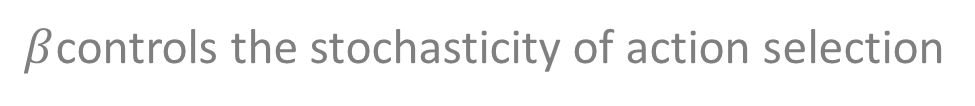 β controls the stochasticity of action selection